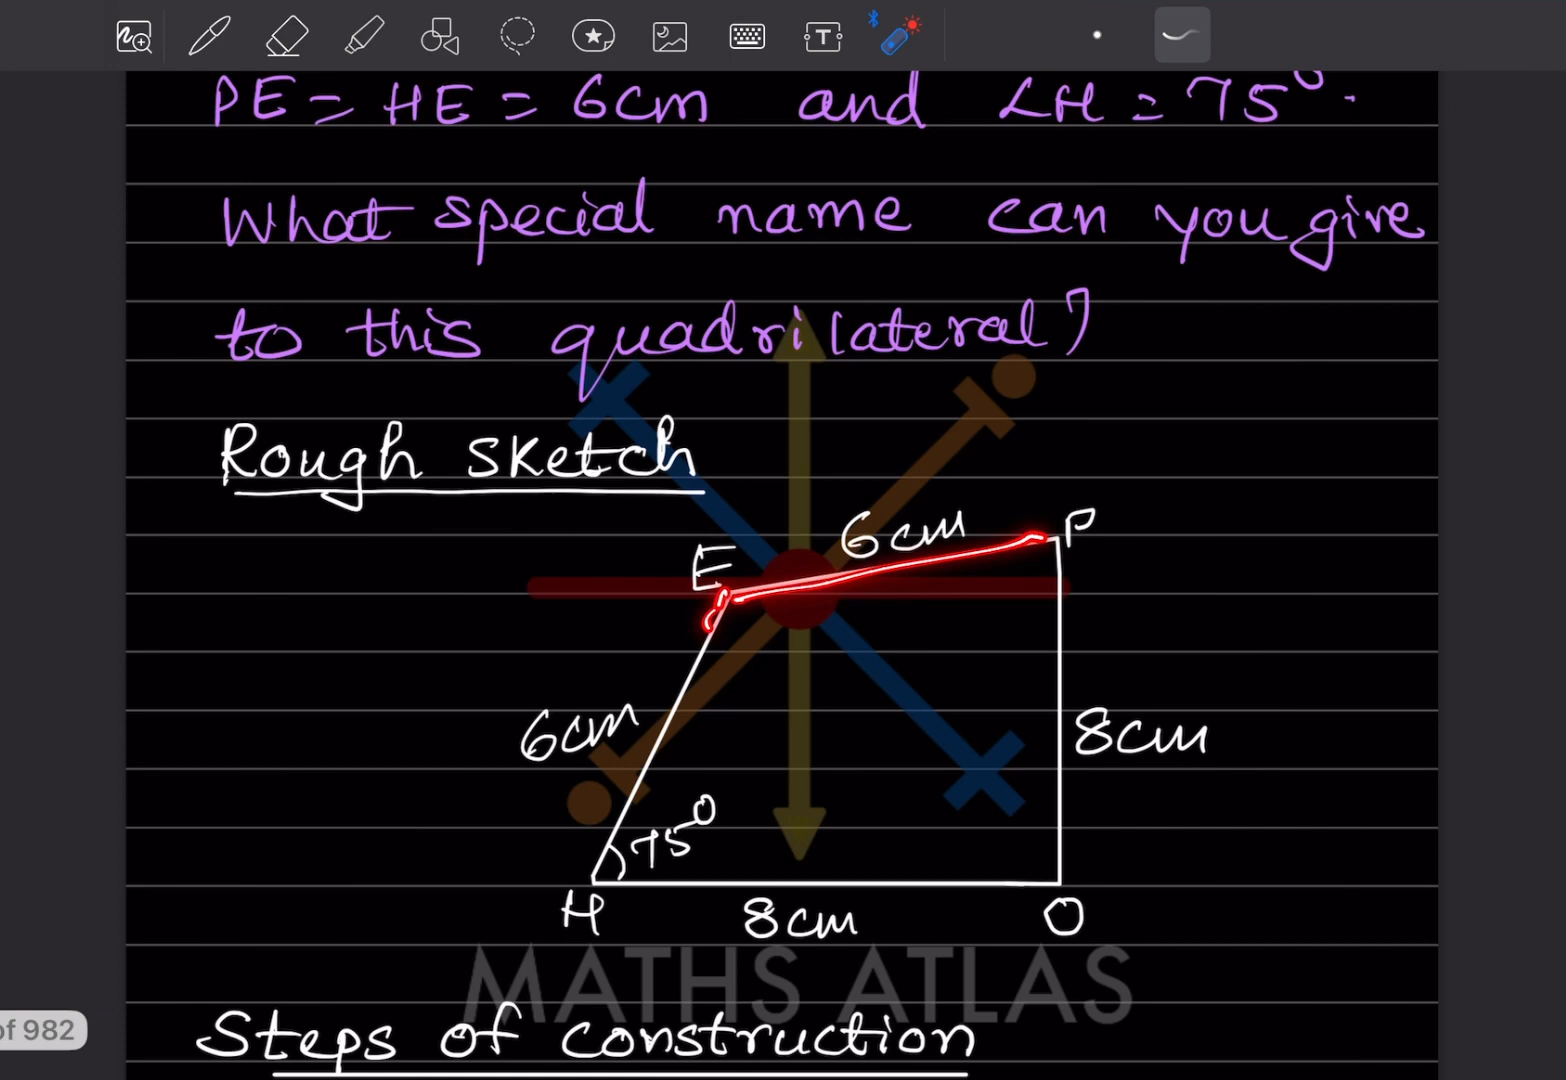 PE = HE = 6cm and ∠H = 75°.
What special name can you give
to this quadrilateral?
Rough sketch
6cm P
E
6cm
8cm
75°
H 8cm O
MATHS ATLAS
of 982
Steps of construction